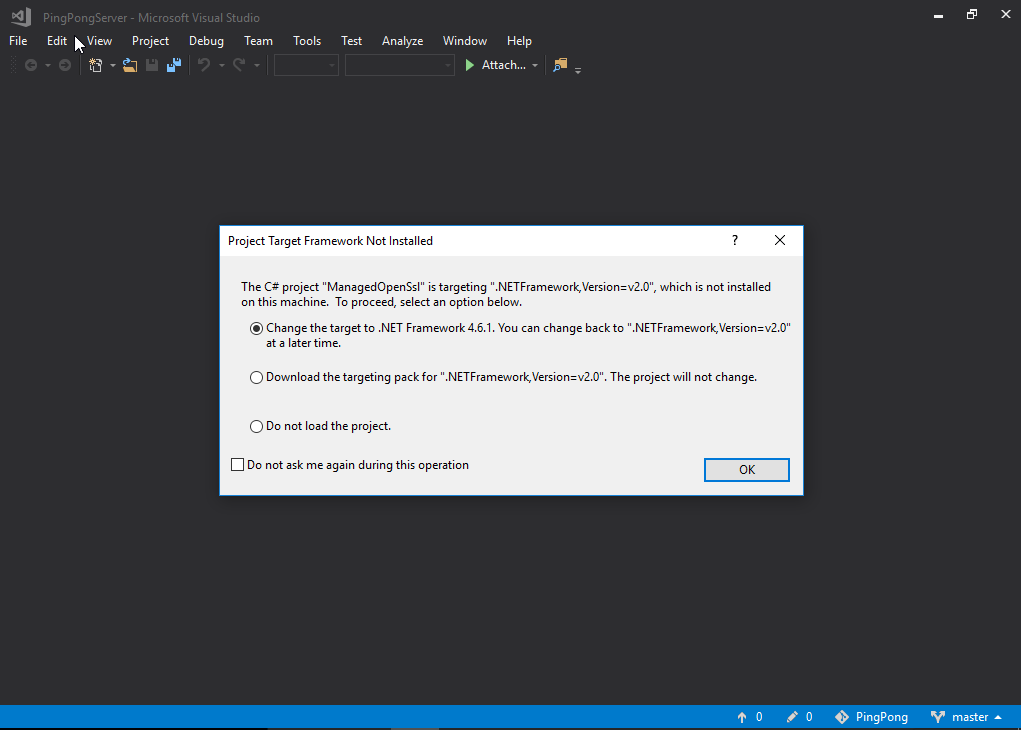 PingPongServer - Microsoft Visual Studio
File Edit View Project Debug Team Tools Test Analyze Window Help
Attach...
Project Target Framework Not Installed ?
The C# project "ManagedOpenSsl" is targeting ".NETFramework,Version=v2.0", which is not installed
on this machine.  To proceed, select an option below.
Change the target to .NET Framework 4.6.1. You can change back to ".NETFramework,Version=v2.0"
at a later time.
Download the targeting pack for ".NETFramework,Version=v2.0". The project will not change.
Do not load the project.
Do not ask me again during this operation
OK
0 0 PingPong master